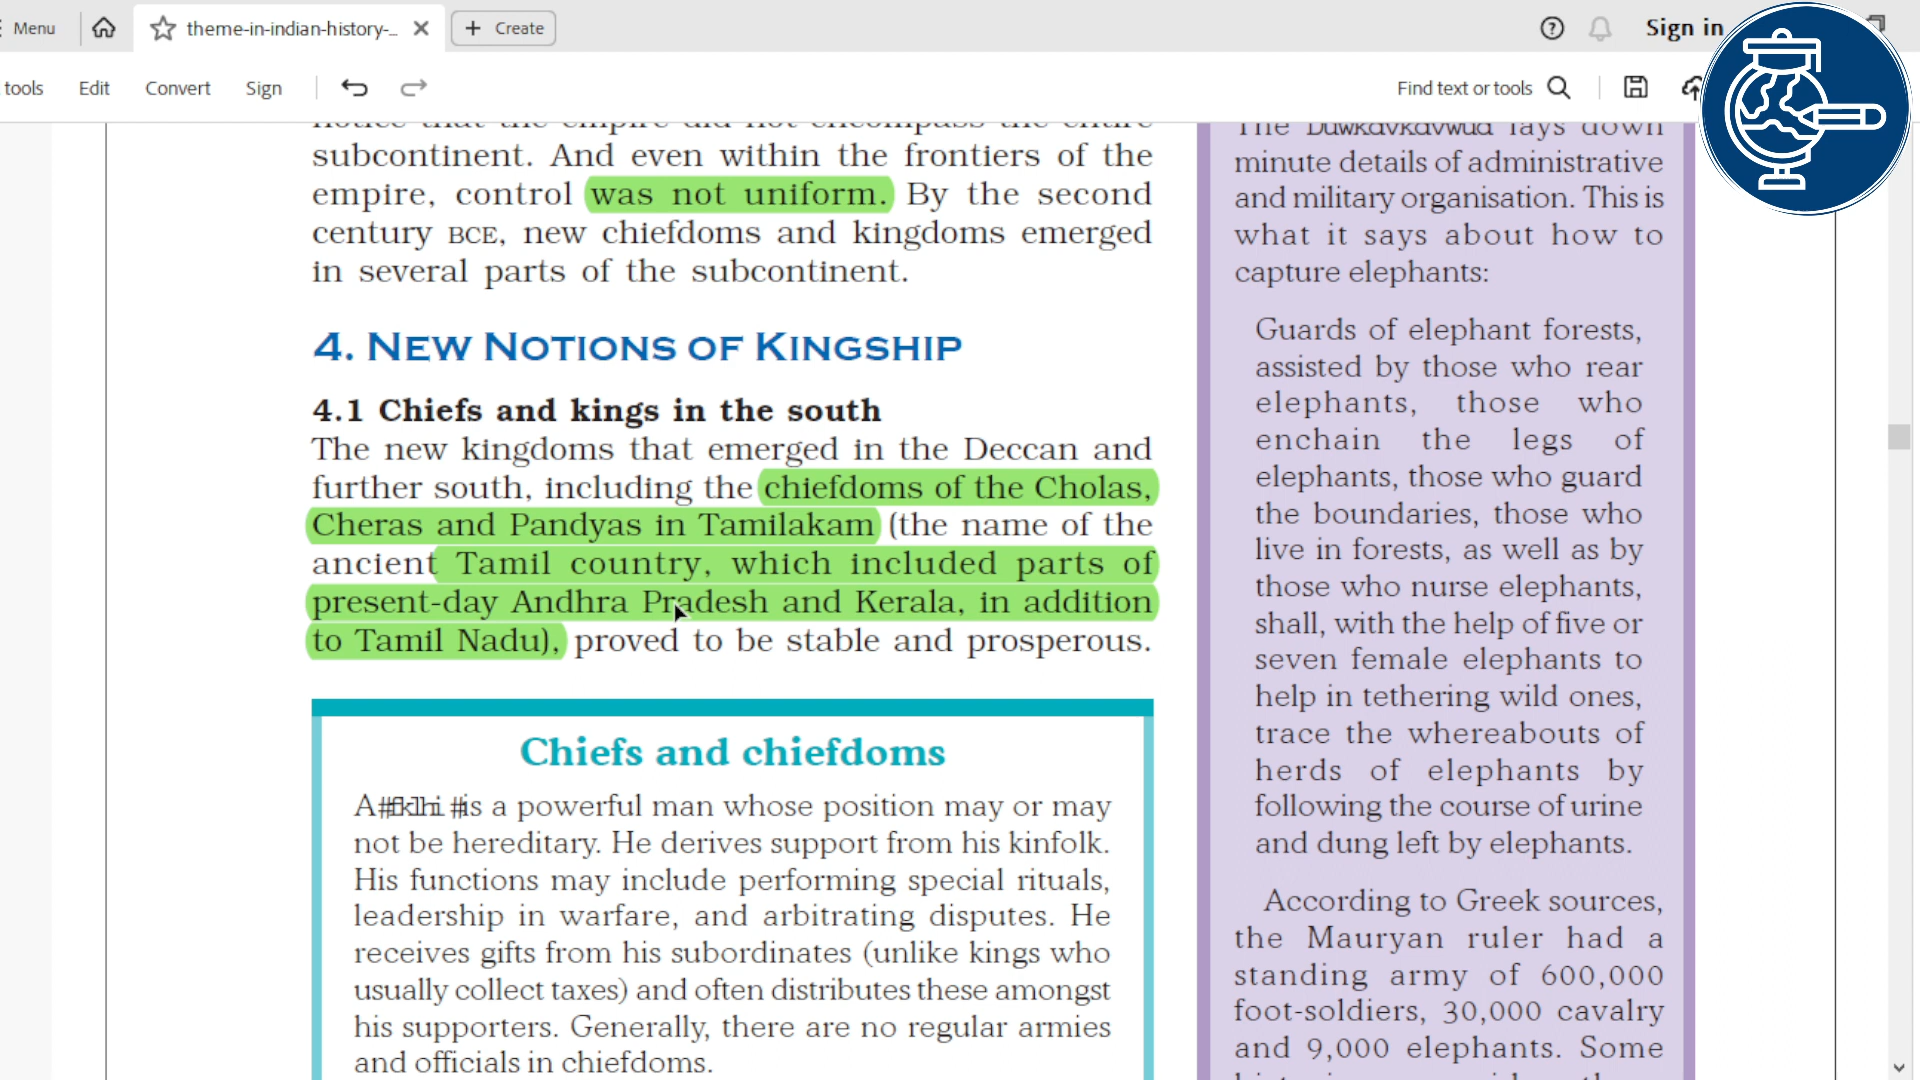 Menu
theme-in-indian-history-...
Create
Sign in
tools
Edit
Convert
Sign
Find text or tools
notice that the empire did not encompass the entire
subcontinent. And even within the frontiers of the
empire, control was not uniform. By the second
century BCE, new chiefdoms and kingdoms emerged
in several parts of the subcontinent.
4. NEW NOTIONS OF KINGSHIP
4.1 Chiefs and kings in the south
The new kingdoms that emerged in the Deccan and
further south, including the chiefdoms of the Cholas,
Cheras and Pandyas in Tamilakam (the name of the
ancient Tamil country, which included parts of
present-day Andhra Pradesh and Kerala, in addition
to Tamil Nadu), proved to be stable and prosperous.
Chiefs and chiefdoms
A is a powerful man whose position may or may
not be hereditary. He derives support from his kinfolk.
His functions may include performing special rituals,
leadership in warfare, and arbitrating disputes. He
receives gifts from his subordinates (unlike kings who
usually collect taxes) and often distributes these amongst
his supporters. Generally, there are no regular armies
and officials in chiefdoms.
The Duwkdvkdvwud lays down
minute details of administrative
and military organisation. This is
what it says about how to
capture elephants:
Guards of elephant forests,
assisted by those who rear
elephants, those who
enchain the legs of
elephants, those who guard
the boundaries, those who
live in forests, as well as by
those who nurse elephants,
shall, with the help of five or
seven female elephants to
help in tethering wild ones,
trace the whereabouts of
herds of elephants by
following the course of urine
and dung left by elephants.
According to Greek sources,
the Mauryan ruler had a
standing army of 600,000
foot-soldiers, 30,000 cavalry
and 9,000 elephants. Some